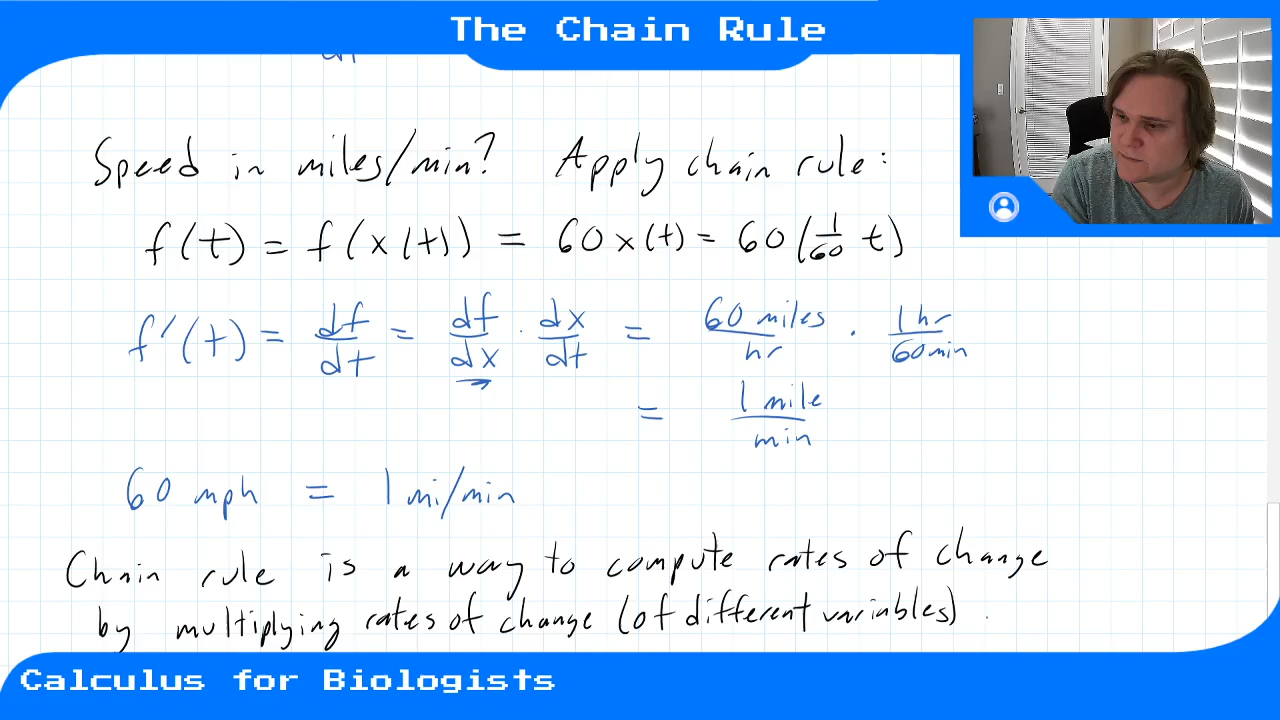 The Chain Rule
Speed in miles/min? Apply chain rule:
f(t) = f(x(t)) = 60x(t) = 60(1/60 t)
f'(t) = df/dt = df/dx · dx/dt = 60 miles/hr · 1 hr/60 min
= 1 mile/min
60 mph = 1 mi/min
Chain rule is a way to compute rates of change
by multiplying rates of change (of different variables).
Calculus for Biologists